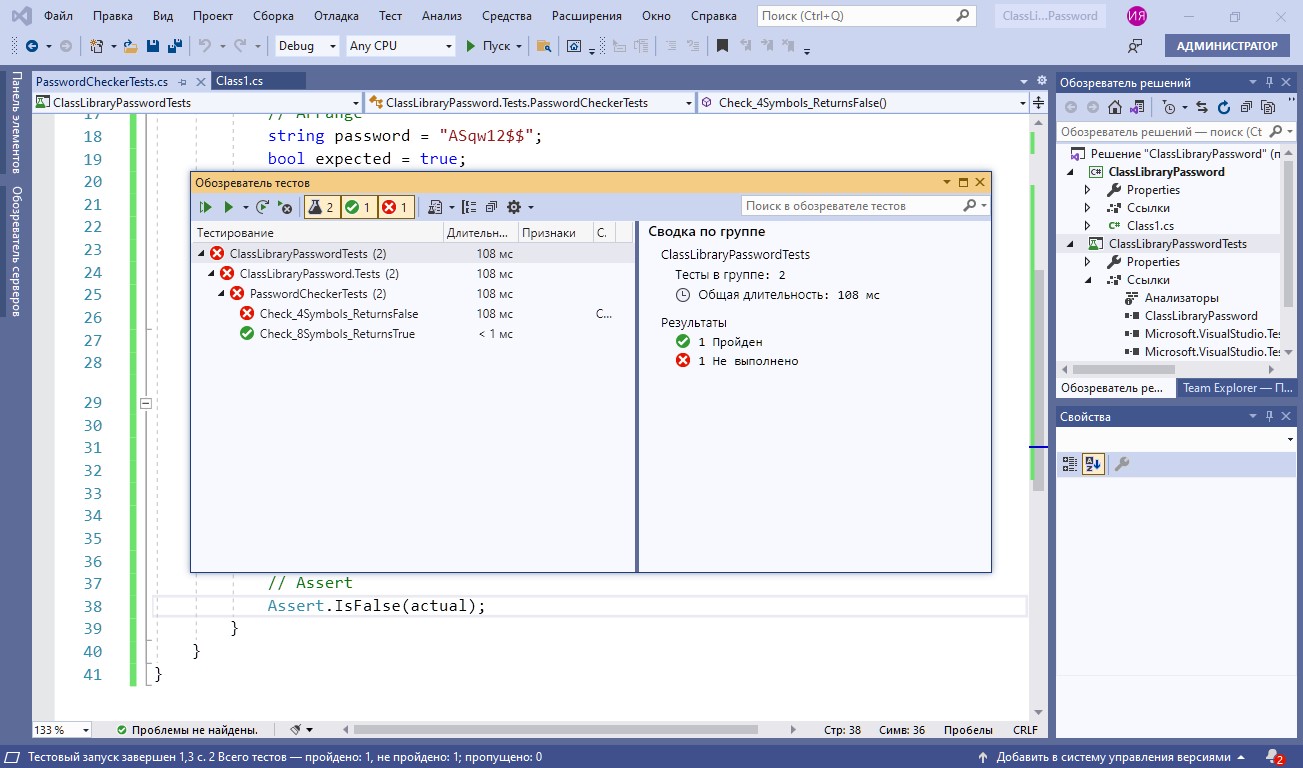 Файл Правка Вид Проект Сборка Отладка Тест Анализ Средства Расширения Окно Справка Поиск (Ctrl+Q) ClassLi...Password ИЯ
Debug Any CPU Пуск АДМИНИСТРАТОР
Панель элементов
Обозреватель серверов
PasswordCheckerTests.cs Class1.cs
ClassLibraryPasswordTests ClassLibraryPassword.Tests.PasswordCheckerTests Check_4Symbols_ReturnsFalse()
17 // Arrange
18 string password = "ASqw12$$";
19 bool expected = true;
20
21
22
23
24
25
26
27
28
29
30
31
32
33
34
35
36
37 // Assert
38 Assert.IsFalse(actual);
39 }
40 }
41 }
Обозреватель тестов
2 1 1 Поиск в обозревателе тестов
Тестирование Длительн... Признаки С.
ClassLibraryPasswordTests (2) 108 мс
ClassLibraryPassword.Tests (2) 108 мс
PasswordCheckerTests (2) 108 мс
Check_4Symbols_ReturnsFalse 108 мс С...
Check_8Symbols_ReturnsTrue < 1 мс
Сводка по группе
ClassLibraryPasswordTests
Тесты в группе: 2
Общая длительность: 108 мс
Результаты
1 Пройден
1 Не выполнено
133 % Проблемы не найдены. Стр: 38 Симв: 36 Пробелы CRLF
Обозреватель решений
Обозреватель решений — поиск (Ct
Решение "ClassLibraryPassword" (п
ClassLibraryPassword
Properties
Ссылки
Class1.cs
ClassLibraryPasswordTests
Properties
Ссылки
Анализаторы
ClassLibraryPassword
Microsoft.VisualStudio.Tes
Microsoft.VisualStudio.Tes
Обозреватель ре... Team Explorer — П...
Свойства
Тестовый запуск завершен 1,3 с. 2 Всего тестов — пройдено: 1, не пройдено: 1; пропущено: 0 Добавить в систему управления версиями 2